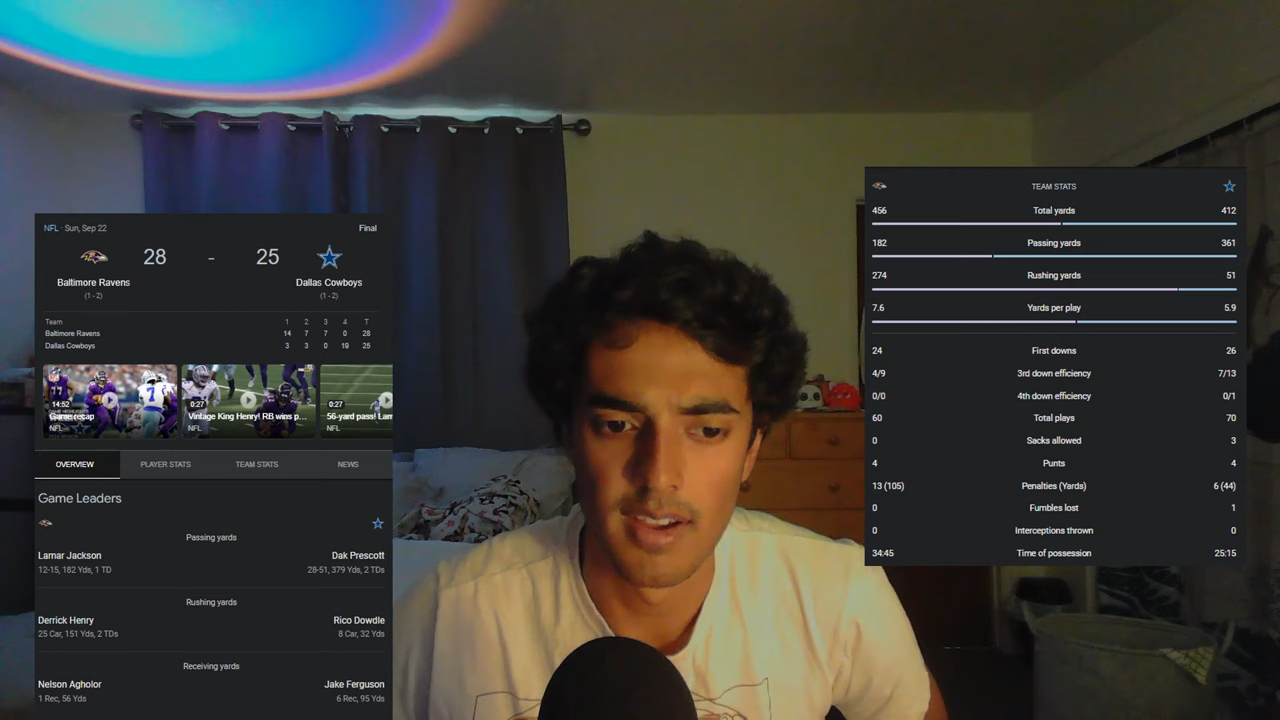 NFL · Sun, Sep 22 Final
28 - 25
Baltimore Ravens Dallas Cowboys
(1 - 2) (1 - 2)
Team 1 2 3 4 T
Baltimore Ravens 14 7 7 0 28
Dallas Cowboys 3 3 0 19 25
14:52 0:27 0:27
Game recap Vintage King Henry! RB wins p... 56-yard pass! Lam
NFL NFL NFL
OVERVIEW PLAYER STATS TEAM STATS NEWS
Game Leaders
Passing yards
Lamar Jackson Dak Prescott
12-15, 182 Yds, 1 TD 28-51, 379 Yds, 2 TDs
Rushing yards
Derrick Henry Rico Dowdle
25 Car, 151 Yds, 2 TDs 8 Car, 32 Yds
Receiving yards
Nelson Agholor Jake Ferguson
1 Rec, 56 Yds 6 Rec, 95 Yds
TEAM STATS
456 Total yards 412
182 Passing yards 361
274 Rushing yards 51
7.6 Yards per play 5.9
24 First downs 26
4/9 3rd down efficiency 7/13
0/0 4th down efficiency 0/1
60 Total plays 70
0 Sacks allowed 3
4 Punts 4
13 (105) Penalties (Yards) 6 (44)
0 Fumbles lost 1
0 Interceptions thrown 0
34:45 Time of possession 25:15